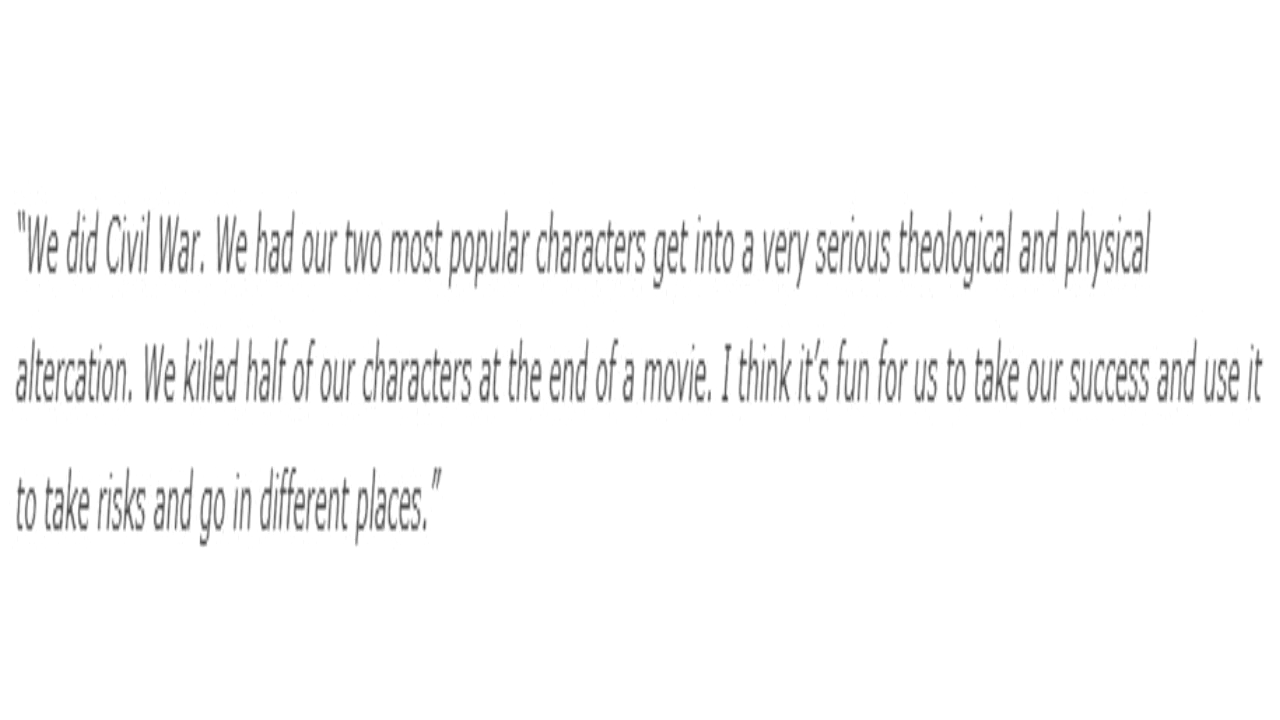 "We did Civil War. We had our two most popular characters get into a very serious theological and physical
altercation. We killed half of our characters at the end of a movie. I think it’s fun for us to take our success and use it
to take risks and go in different places.”